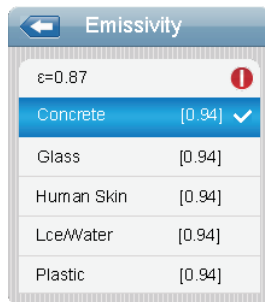 Emissivity
ε=0.87
Concrete [0.94]
Glass [0.94]
Human Skin [0.94]
Lce/Water [0.94]
Plastic [0.94]